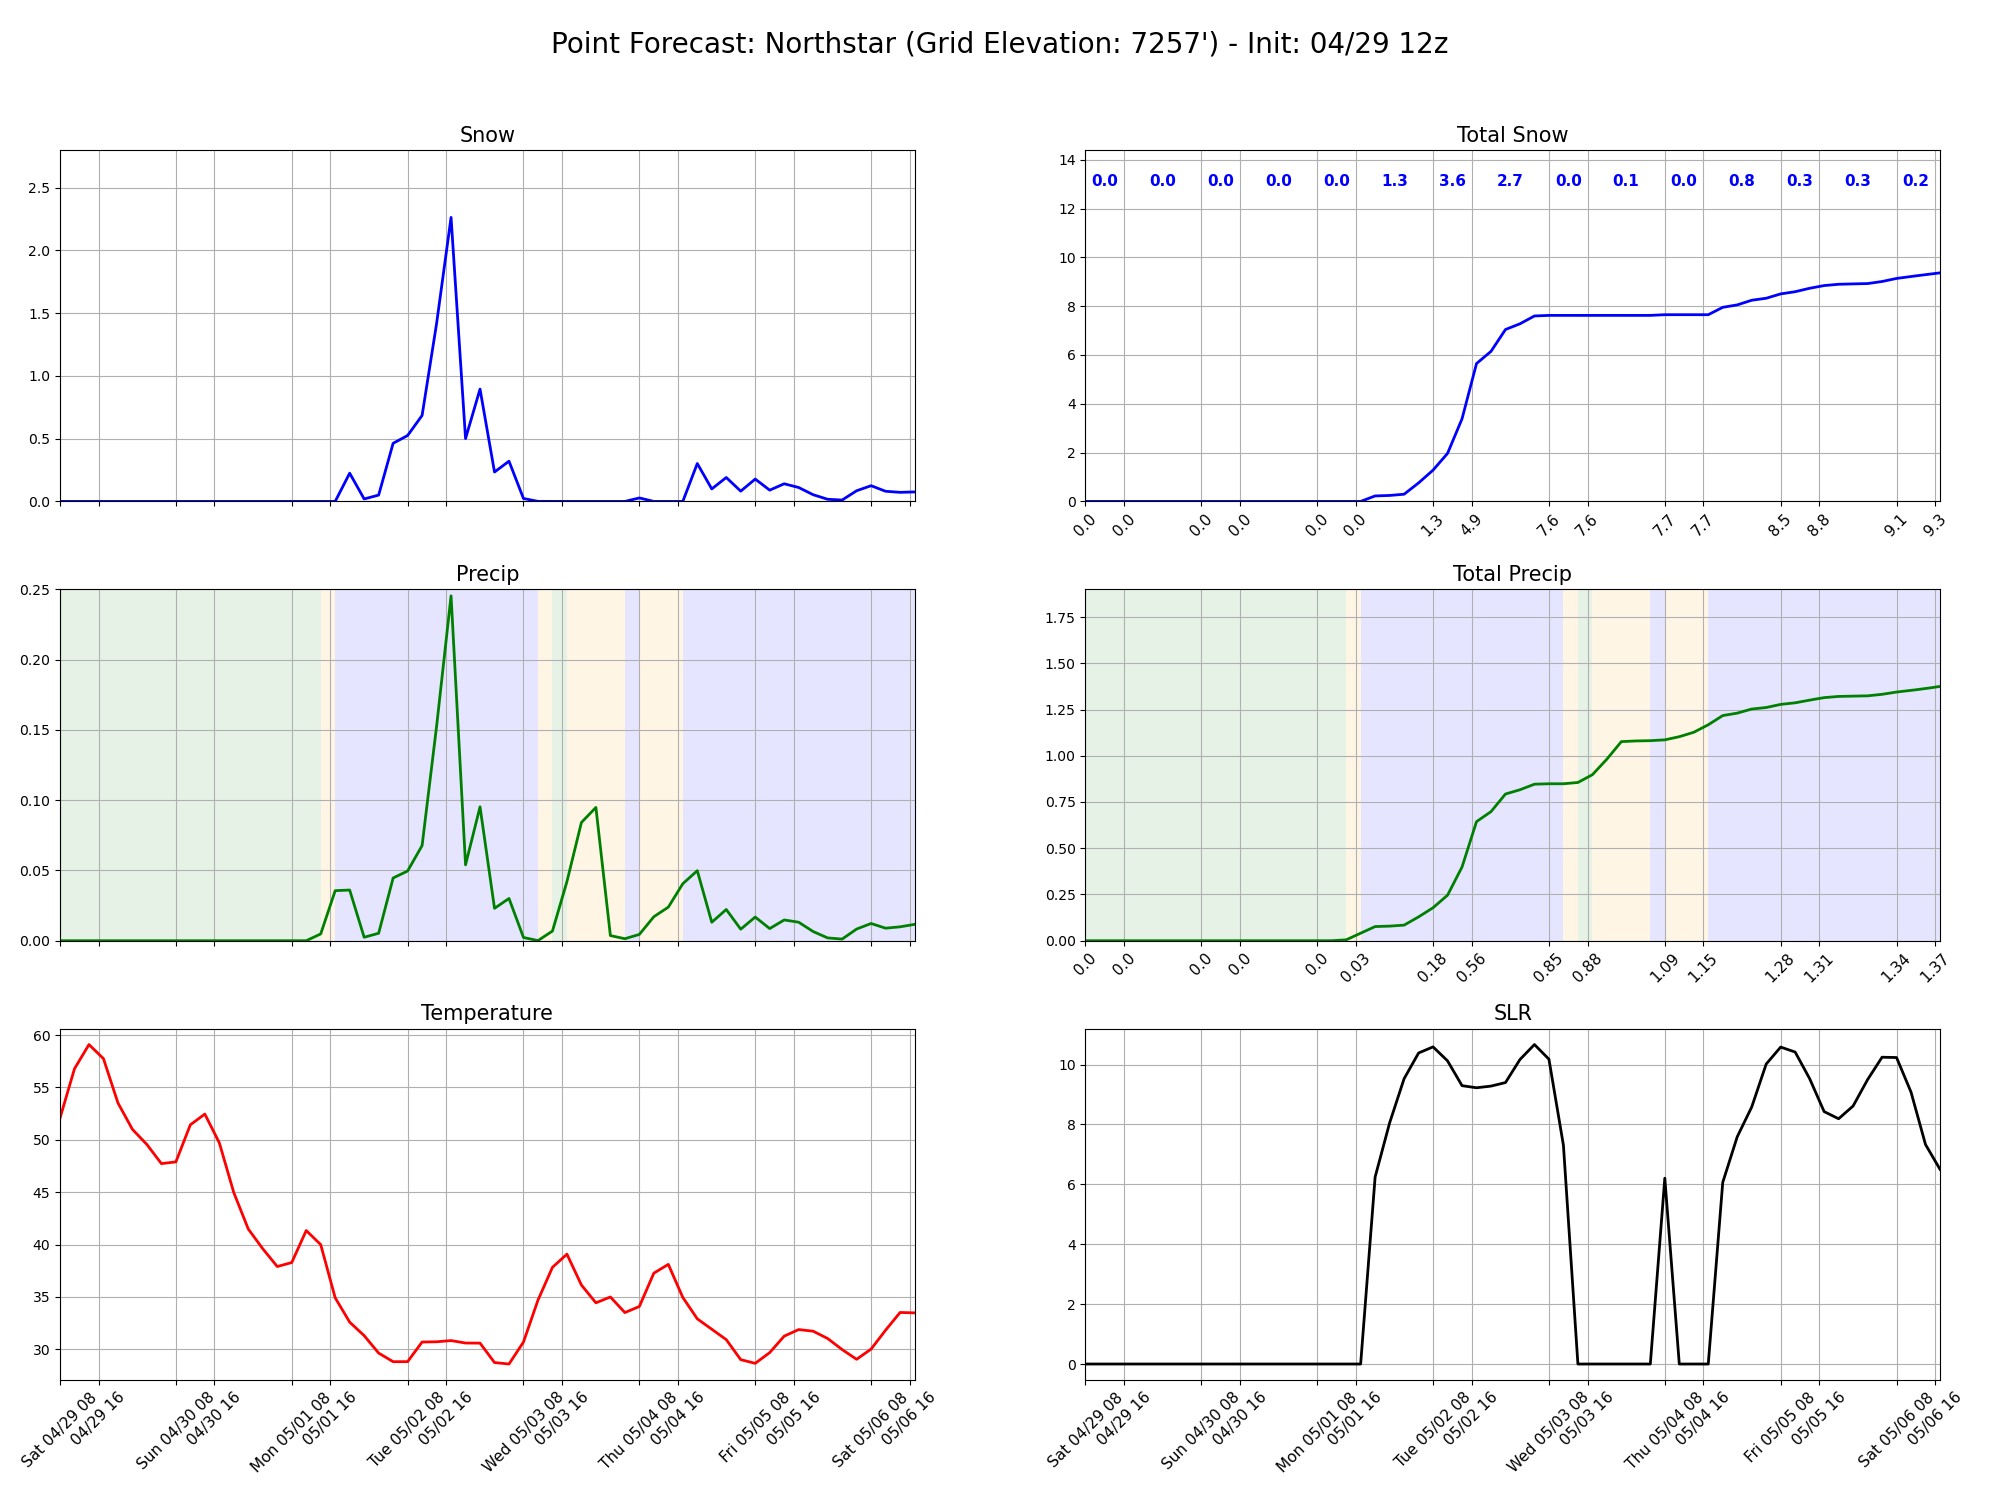 Point Forecast: Northstar (Grid Elevation: 7257') - Init: 04/29 12z
Snow
2.5
2.0
1.5
1.0
0.5
0.0
Total Snow
14
12
10
8
6
4
2
0
0.0 0.0 0.0 0.0 0.0 1.3 3.6 2.7 0.0 0.1 0.0 0.8 0.3 0.3 0.2
0.0 0.0 0.0 0.0 0.0 0.0 1.3 4.9 7.6 7.6 7.7 7.7 8.5 8.8 9.1 9.3
Precip
0.25
0.20
0.15
0.10
0.05
0.00
Total Precip
1.75
1.50
1.25
1.00
0.75
0.50
0.25
0.00
0.0 0.0 0.0 0.0 0.0 0.03 0.18 0.56 0.85 0.88 1.09 1.15 1.28 1.31 1.34 1.37
Temperature
60
55
50
45
40
35
30
Sat 04/29 08
04/29 16
Sun 04/30 08
04/30 16
Mon 05/01 08
05/01 16
Tue 05/02 08
05/02 16
Wed 05/03 08
05/03 16
Thu 05/04 08
05/04 16
Fri 05/05 08
05/05 16
Sat 05/06 08
05/06 16
SLR
10
8
6
4
2
0
Sat 04/29 08
04/29 16
Sun 04/30 08
04/30 16
Mon 05/01 08
05/01 16
Tue 05/02 08
05/02 16
Wed 05/03 08
05/03 16
Thu 05/04 08
05/04 16
Fri 05/05 08
05/05 16
Sat 05/06 08
05/06 16